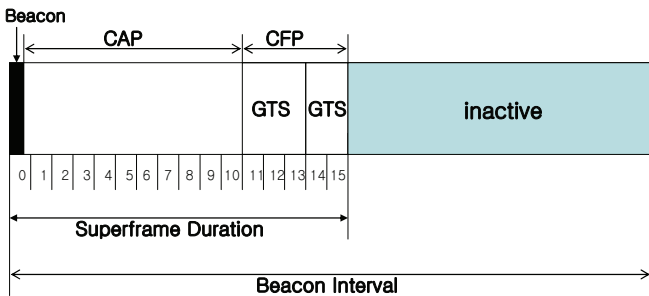 Beacon
CAP CFP
GTS GTS inactive
0 1 2 3 4 5 6 7 8 9 10 11 12 13 14 15
Superframe Duration
Beacon Interval